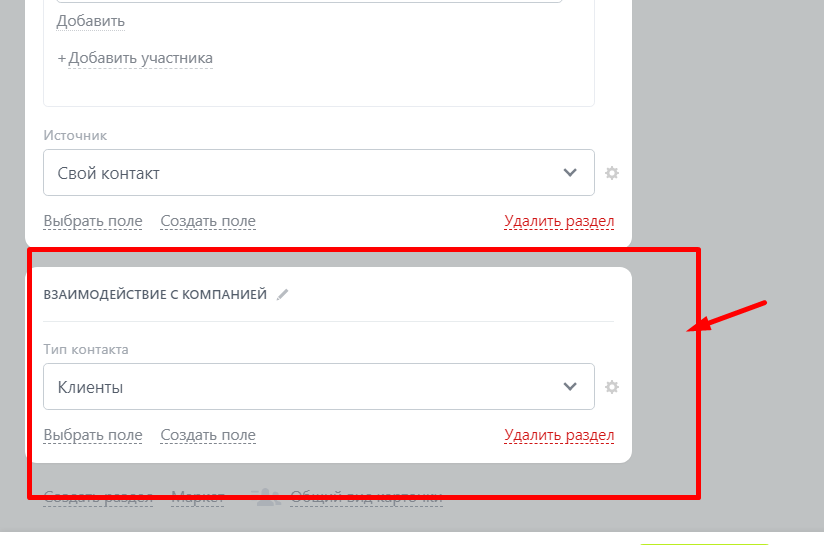 Добавить
+ Добавить участника
Источник
Свой контакт
Выбрать поле Создать поле Удалить раздел
ВЗАИМОДЕЙСТВИЕ С КОМПАНИЕЙ
Тип контакта
Клиенты
Выбрать поле Создать поле Удалить раздел
Создать раздел Маркет Общий вид карточки